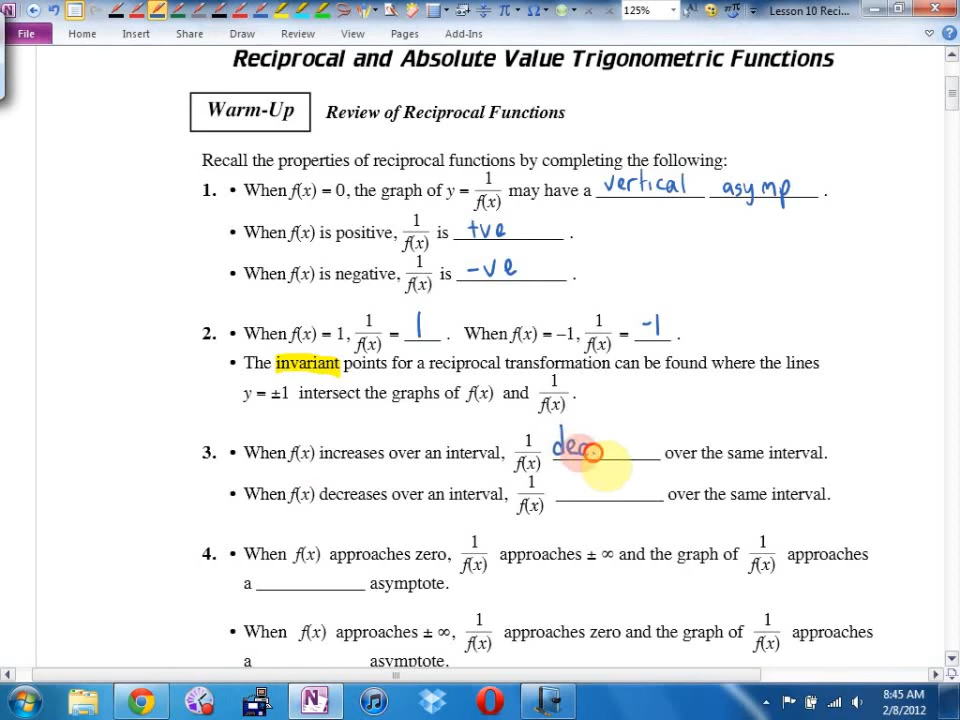 125%
Lesson 10 Reci...
File Home Insert Share Draw Review View Pages Add-Ins
Reciprocal and Absolute Value Trigonometric Functions
Warm-Up Review of Reciprocal Functions
Recall the properties of reciprocal functions by completing the following:
1. • When f(x) = 0, the graph of y = 1/f(x) may have a vertical asymp .
• When f(x) is positive, 1/f(x) is +ve .
• When f(x) is negative, 1/f(x) is -ve .
2. • When f(x) = 1, 1/f(x) = 1 . When f(x) = –1, 1/f(x) = -1 .
• The invariant points for a reciprocal transformation can be found where the lines
y = ±1 intersect the graphs of f(x) and 1/f(x).
3. • When f(x) increases over an interval, 1/f(x) dec ________ over the same interval.
• When f(x) decreases over an interval, 1/f(x) ________ over the same interval.
4. • When f(x) approaches zero, 1/f(x) approaches ± ∞ and the graph of 1/f(x) approaches
a ________ asymptote.
• When f(x) approaches ± ∞, 1/f(x) approaches zero and the graph of 1/f(x) approaches
a ________ asymptote.
8:45 AM
2/8/2012